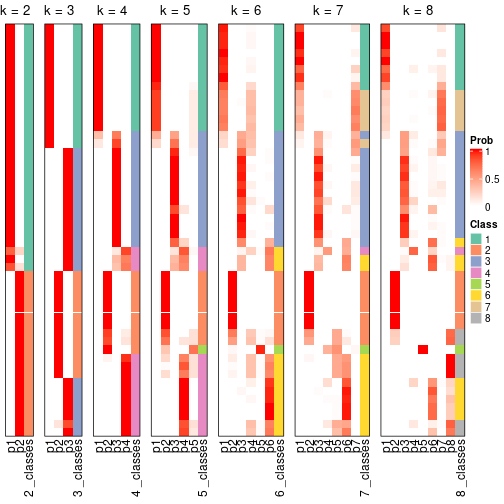 k = 2
k = 3
k = 4
k = 5
k = 6
k = 7
k = 8
Prob
1
0.5
0
Class
1
2
3
4
5
6
7
8
p1
p2
2_classes
p1
p2
p3
3_classes
p1
p2
p3
p4
4_classes
p1
p2
p3
p4
p5
5_classes
p1
p2
p3
p4
p5
p6
6_classes
p1
p2
p3
p4
p5
p6
p7
7_classes
p1
p2
p3
p4
p5
p6
p7
p8
8_classes